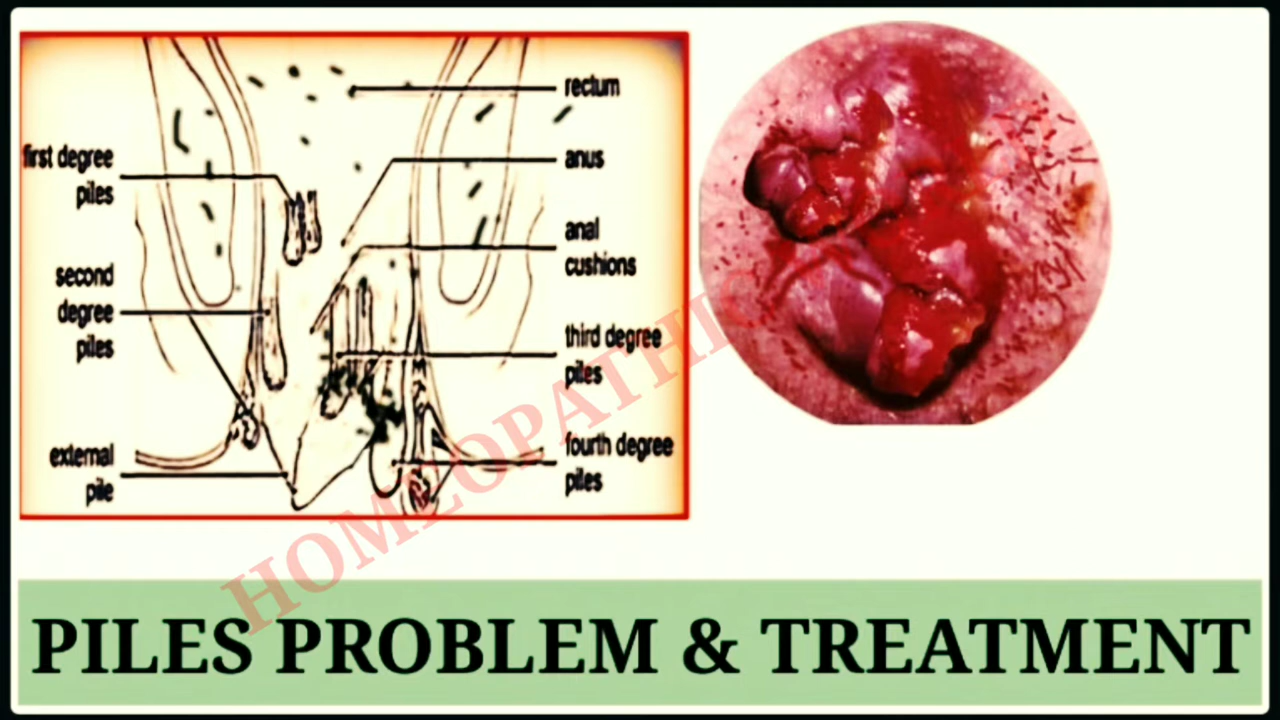 first degree
piles
second
degree
piles
external
pile
rectum
anus
anal
cushions
third degree
piles
fourth degree
piles
HOMEOPATHIC
PILES PROBLEM & TREATMENT